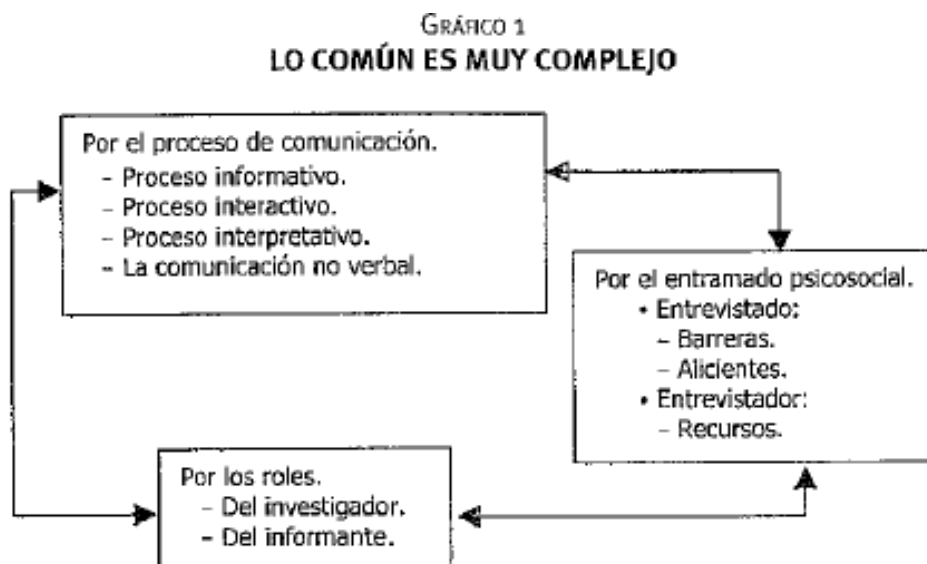 GRÁFICO 1
LO COMÚN ES MUY COMPLEJO
Por el proceso de comunicación.
– Proceso informativo.
– Proceso interactivo.
– Proceso interpretativo.
– La comunicación no verbal.
Por el entramado psicosocial.
• Entrevistado:
– Barreras.
– Alicientes.
• Entrevistador:
– Recursos.
Por los roles.
– Del investigador.
– Del informante.